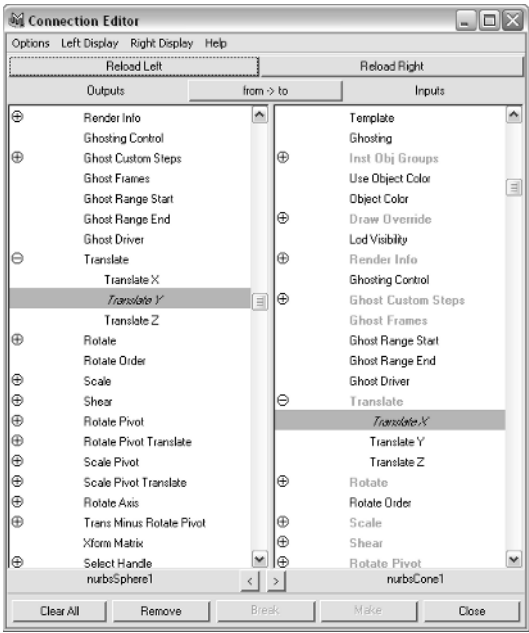 Connection Editor
Options Left Display Right Display Help
Reload Left Reload Right
Outputs from -> to Inputs
Render Info
Ghosting Control
Ghost Custom Steps
Ghost Frames
Ghost Range Start
Ghost Range End
Ghost Driver
Translate
Translate X
Translate Y
Translate Z
Rotate
Rotate Order
Scale
Shear
Rotate Pivot
Rotate Pivot Translate
Scale Pivot
Scale Pivot Translate
Rotate Axis
Trans Minus Rotate Pivot
Xform Matrix
Select Handle
nurbsSphere1
Template
Ghosting
Inst Obj Groups
Use Object Color
Object Color
Draw Override
Lod Visibility
Render Info
Ghosting Control
Ghost Custom Steps
Ghost Frames
Ghost Range Start
Ghost Range End
Ghost Driver
Translate
Translate X
Translate Y
Translate Z
Rotate
Rotate Order
Scale
Shear
Rotate Pivot
nurbsCone1
< >
Clear All Remove Break Make Close